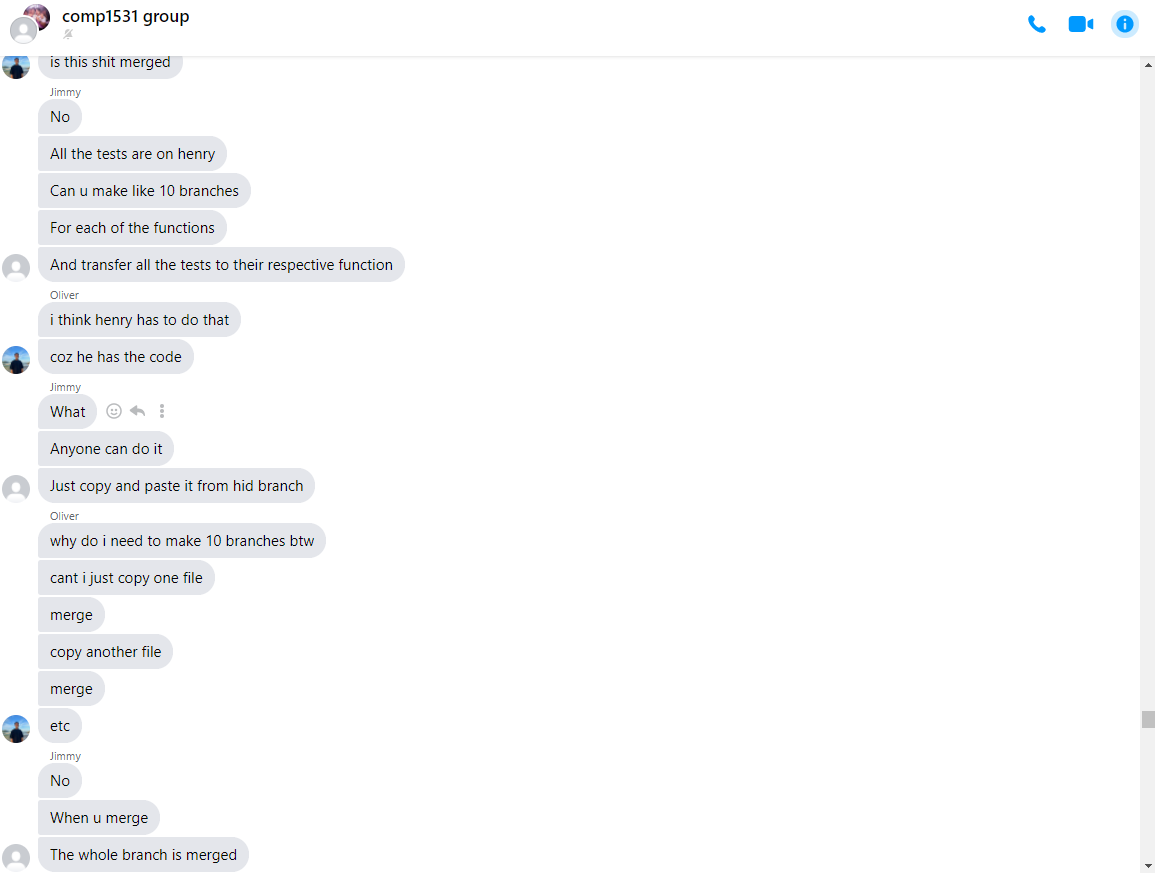 comp1531 group
is this shit merged
Jimmy
No
All the tests are on henry
Can u make like 10 branches
For each of the functions
And transfer all the tests to their respective function
Oliver
i think henry has to do that
coz he has the code
Jimmy
What
Anyone can do it
Just copy and paste it from hid branch
Oliver
why do i need to make 10 branches btw
cant i just copy one file
merge
copy another file
merge
etc
Jimmy
No
When u merge
The whole branch is merged